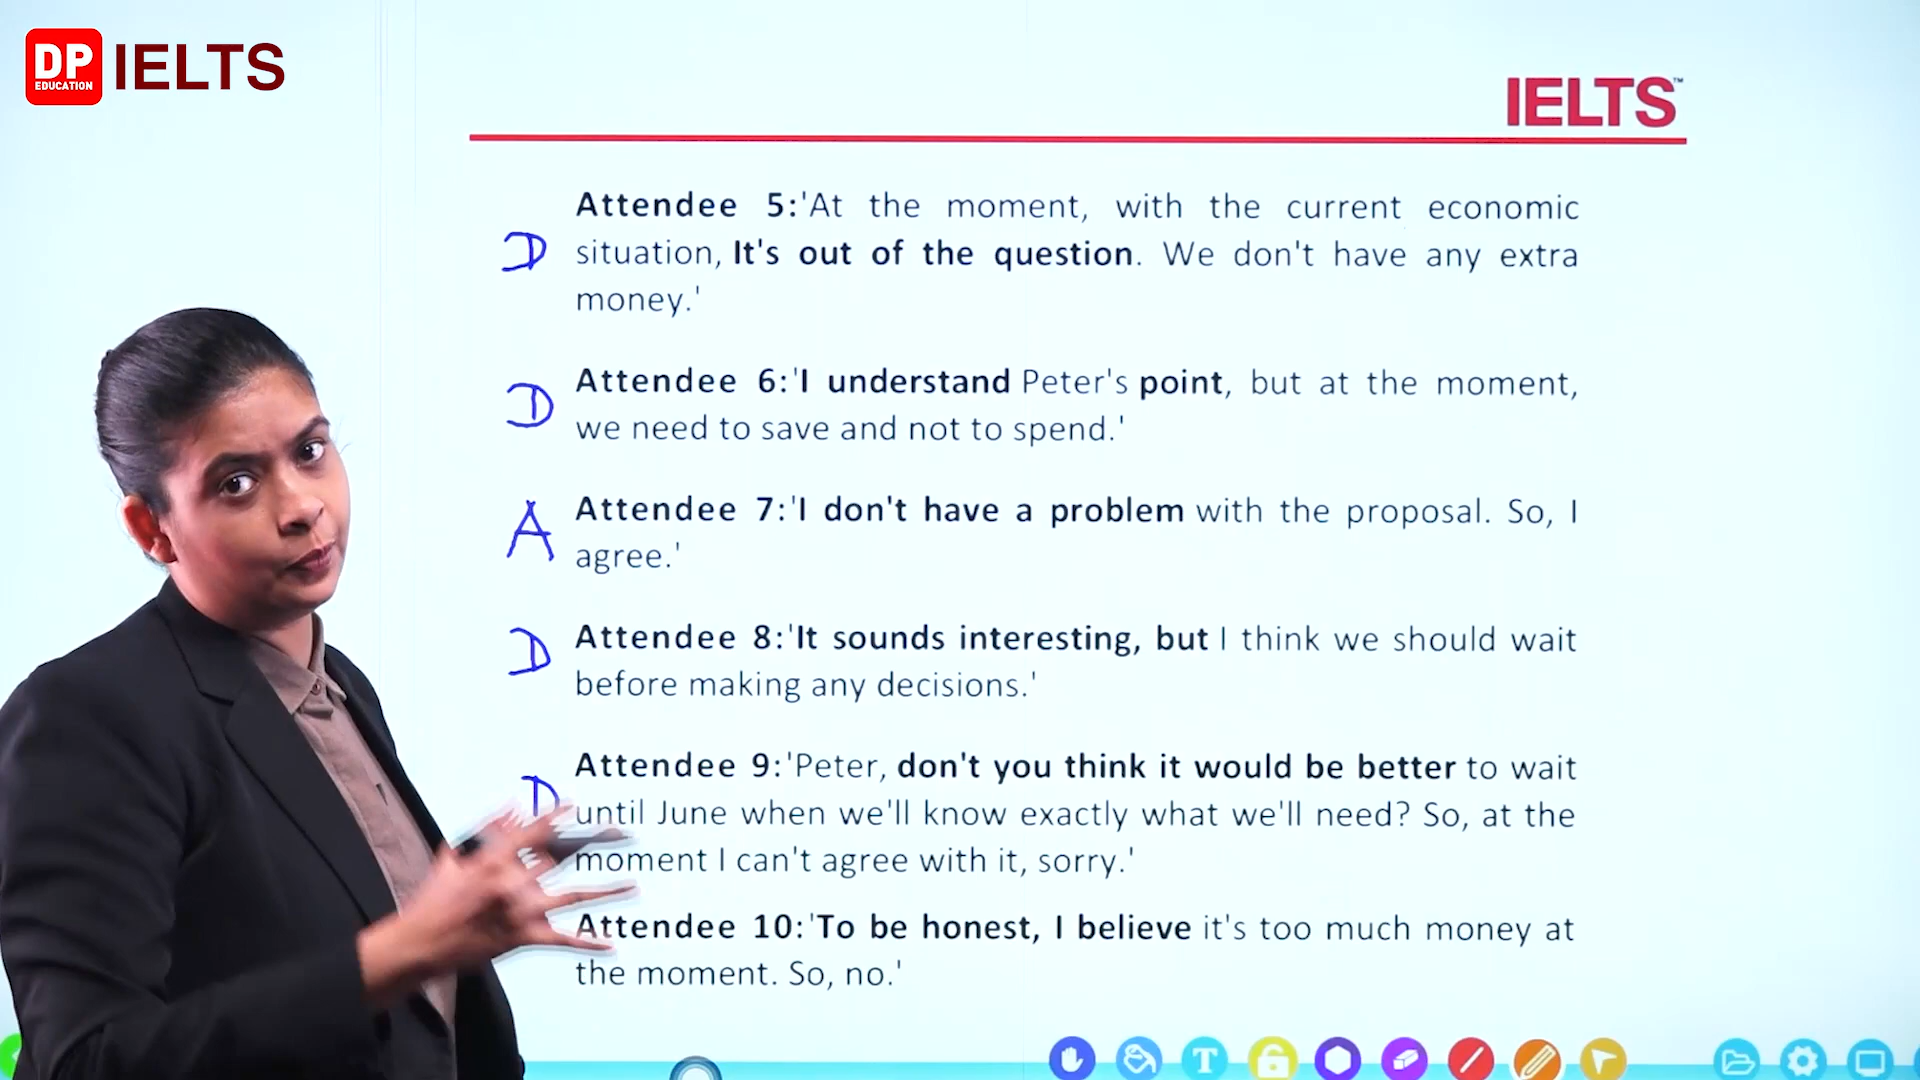 DP
EDUCATION
IELTS
IELTS™
Attendee 5:'At the moment, with the current economic
D
situation, It's out of the question. We don't have any extra
money.'
Attendee 6:'I understand Peter's point, but at the moment,
D
we need to save and not to spend.'
Attendee 7:'I don't have a problem with the proposal. So, I
A
agree.'
Attendee 8:'It sounds interesting, but I think we should wait
D
before making any decisions.'
Attendee 9:'Peter, don't you think it would be better to wait
D
until June when we'll know exactly what we'll need? So, at the
moment I can't agree with it, sorry.'
Attendee 10:'To be honest, I believe it's too much money at
the moment. So, no.'
T